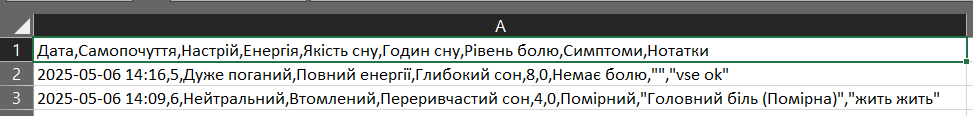 A
1 Дата,Самопочуття,Настрій,Енергія,Якість сну,Годин сну,Рівень болю,Симптоми,Нотатки
2 2025-05-06 14:16,5,Дуже поганий,Повний енергії,Глибокий сон,8,0,Немає болю,"","vse ok"
3 2025-05-06 14:09,6,Нейтральний,Втомлений,Переривчастий сон,4,0,Помірний,"Головний біль (Помірна)","жить жить"